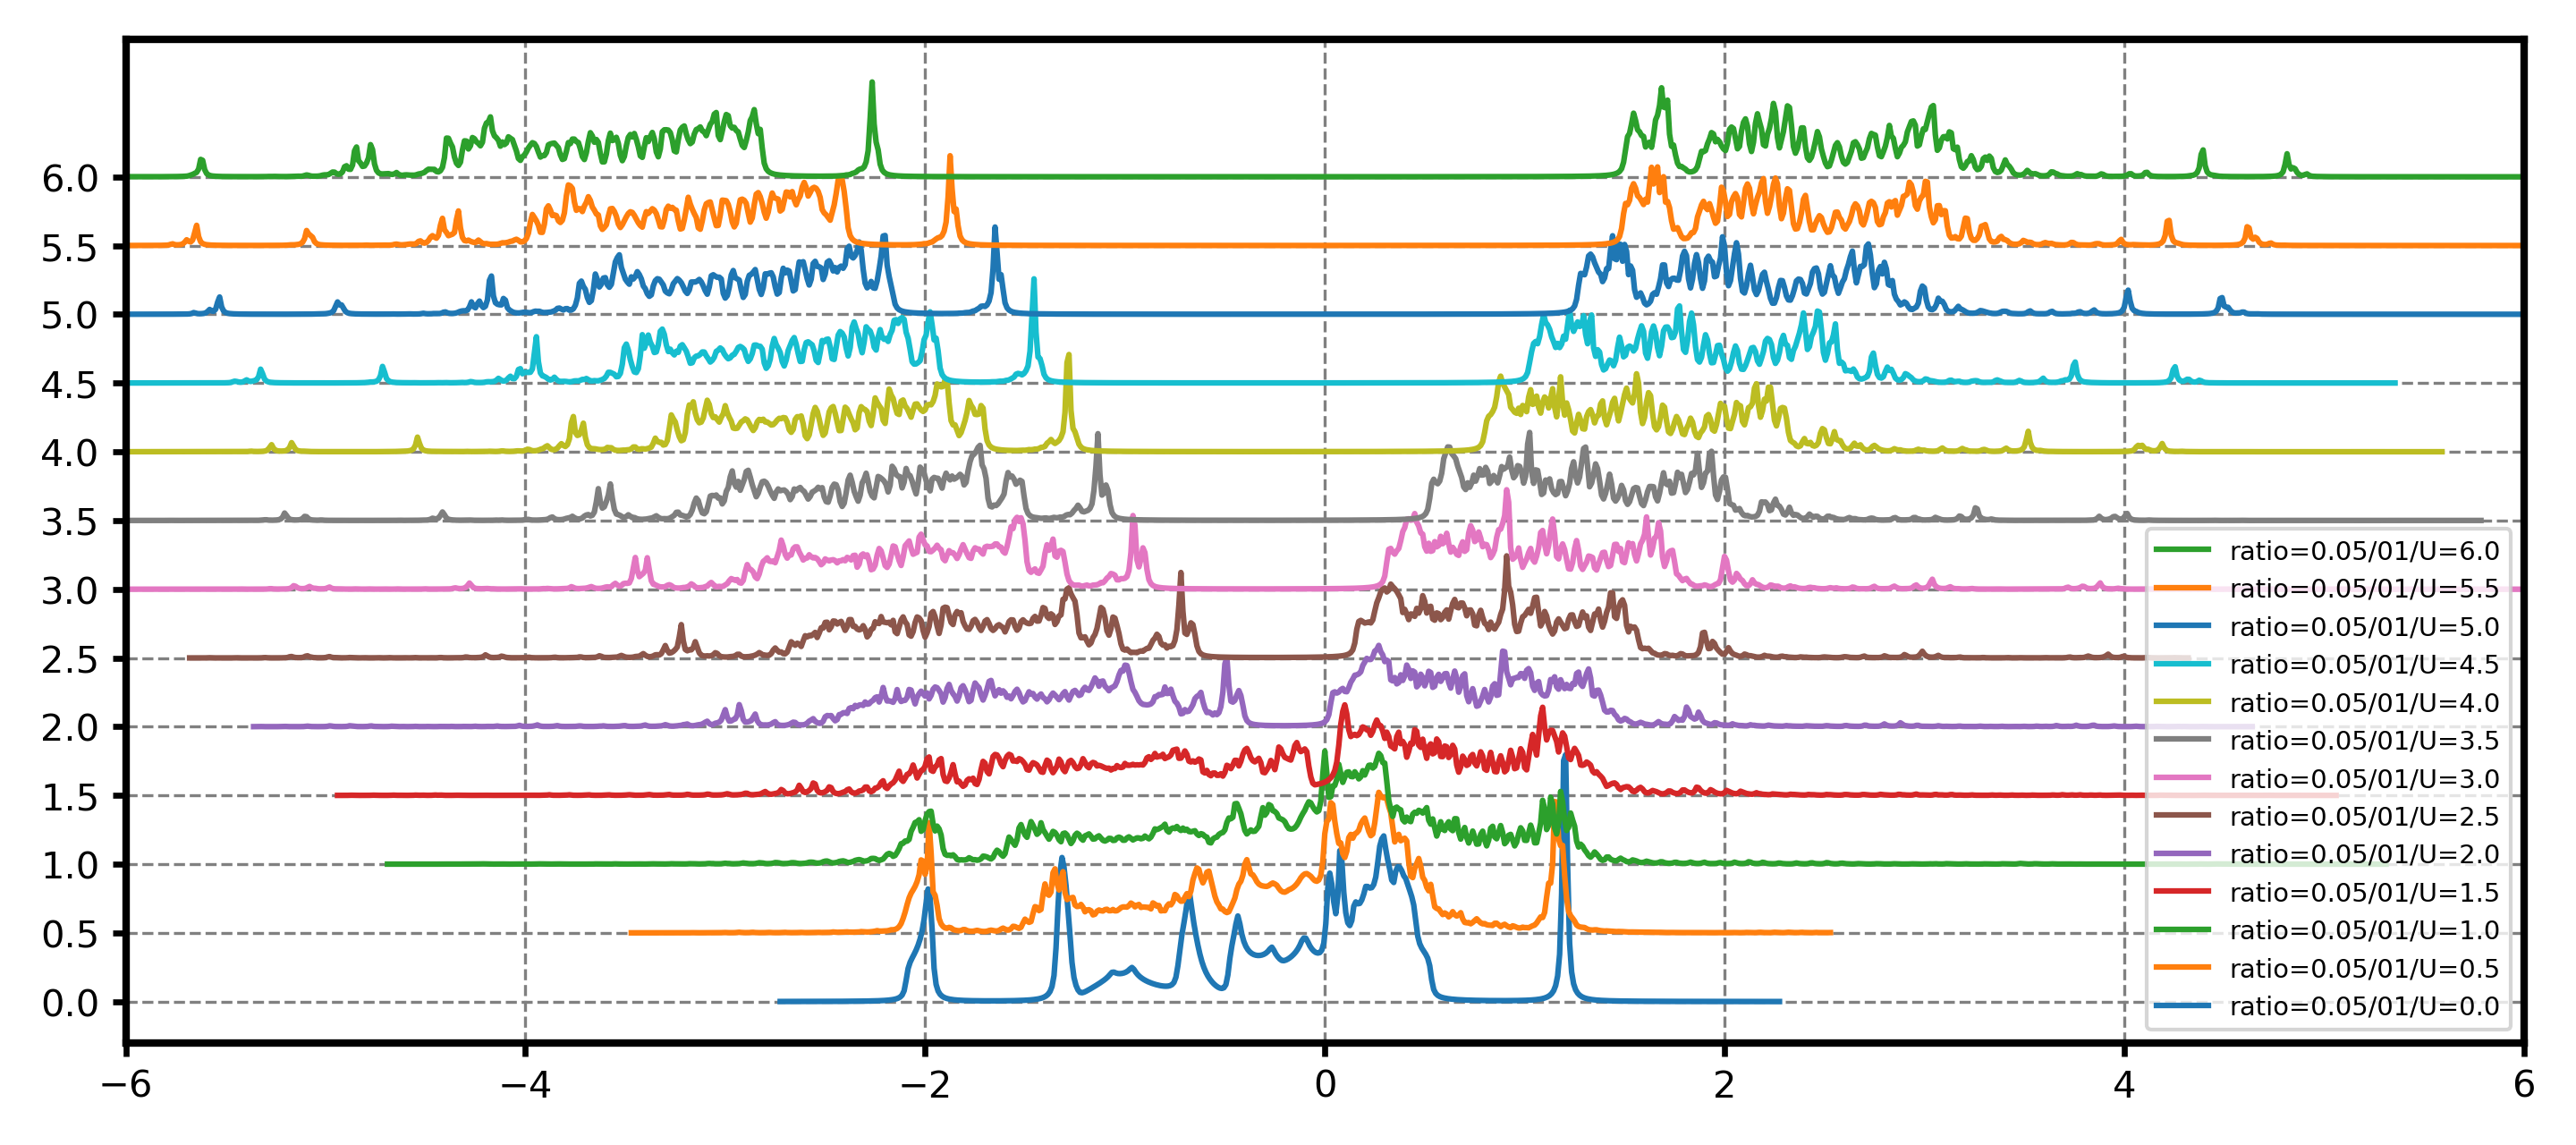 6.0
5.5
5.0
4.5
4.0
3.5
3.0
2.5
2.0
1.5
1.0
0.5
0.0
−6 −4 −2 0 2 4 6
ratio=0.05/01/U=6.0
ratio=0.05/01/U=5.5
ratio=0.05/01/U=5.0
ratio=0.05/01/U=4.5
ratio=0.05/01/U=4.0
ratio=0.05/01/U=3.5
ratio=0.05/01/U=3.0
ratio=0.05/01/U=2.5
ratio=0.05/01/U=2.0
ratio=0.05/01/U=1.5
ratio=0.05/01/U=1.0
ratio=0.05/01/U=0.5
ratio=0.05/01/U=0.0